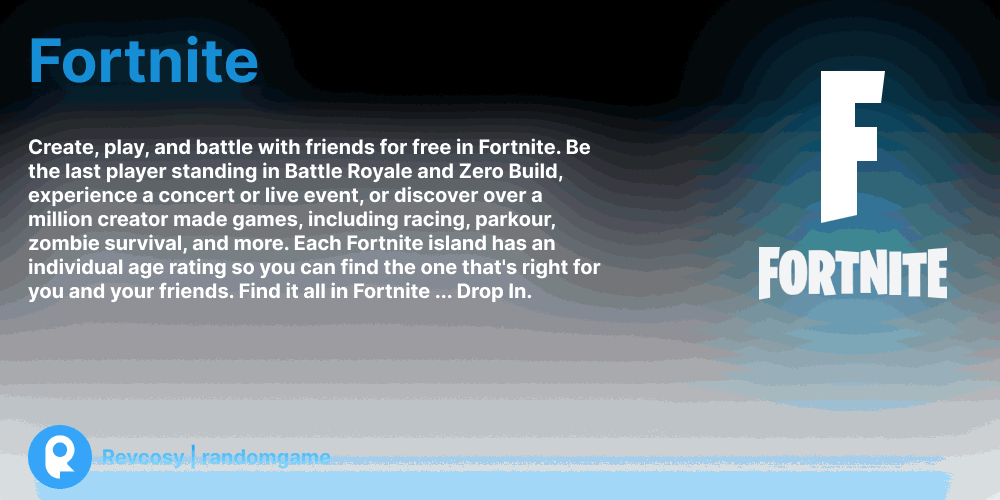 Fortnite
Create, play, and battle with friends for free in Fortnite. Be
the last player standing in Battle Royale and Zero Build,
experience a concert or live event, or discover over a
million creator made games, including racing, parkour,
zombie survival, and more. Each Fortnite island has an
individual age rating so you can find the one that's right for
you and your friends. Find it all in Fortnite ... Drop In.
F
FORTNITE
Revcosy | randomgame